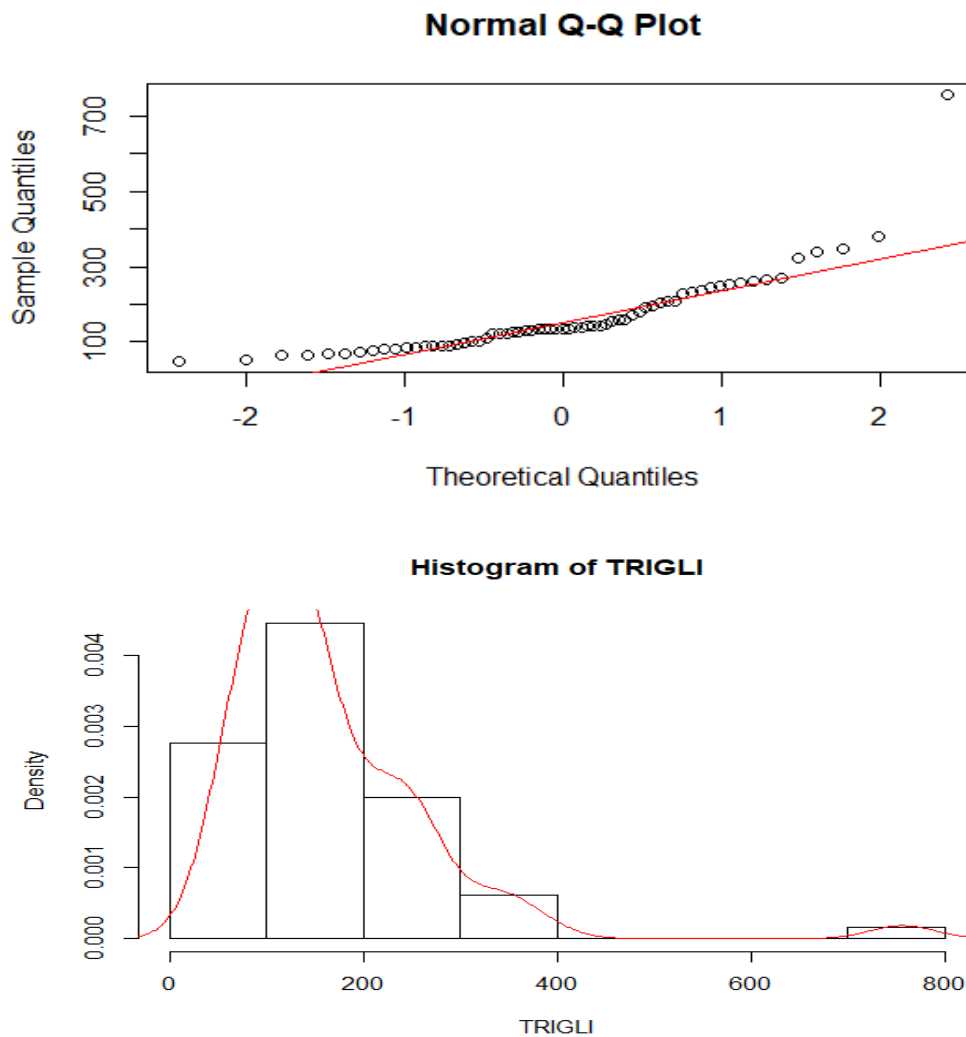 Normal Q-Q Plot
Sample Quantiles
700
500
300
100
-2 -1 0 1 2
Theoretical Quantiles
Histogram of TRIGLI
Density
0.004
0.003
0.002
0.001
0.000
0 200 400 600 800
TRIGLI